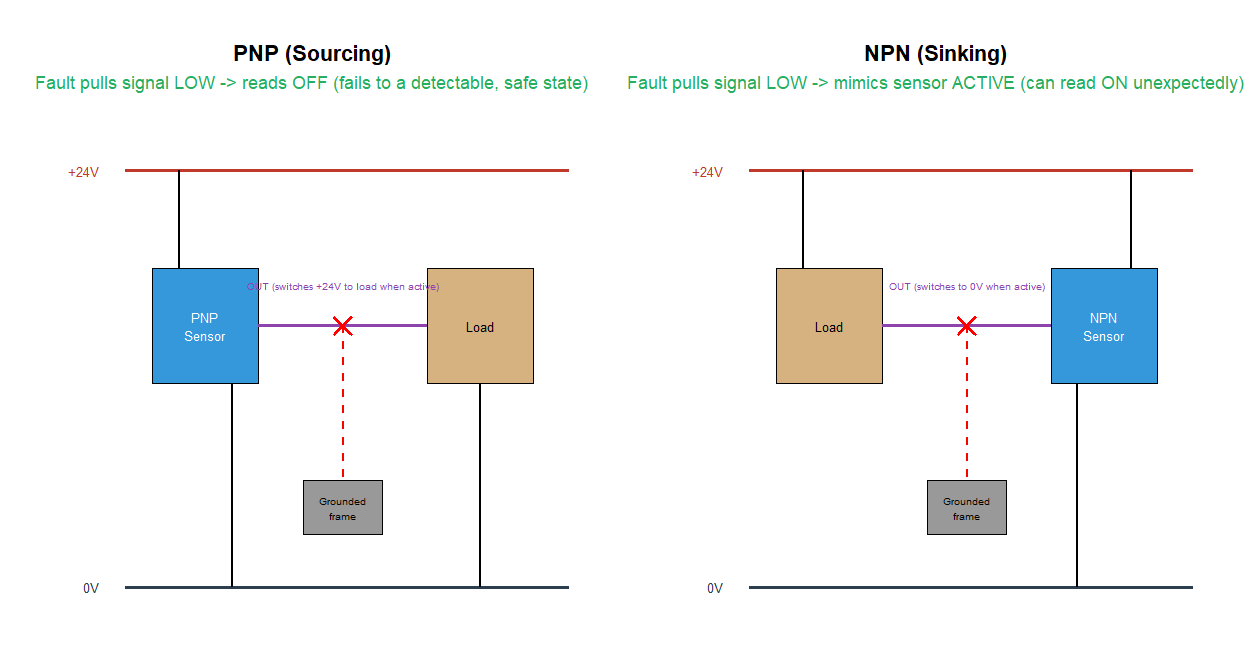 PNP (Sourcing)
Fault pulls signal LOW -> reads OFF (fails to a detectable, safe state)
+24V
PNP
Sensor
OUT (switches +24V to load when active)
Load
Grounded
frame
0V
NPN (Sinking)
Fault pulls signal LOW -> mimics sensor ACTIVE (can read ON unexpectedly)
+24V
Load
OUT (switches to 0V when active)
NPN
Sensor
Grounded
frame
0V